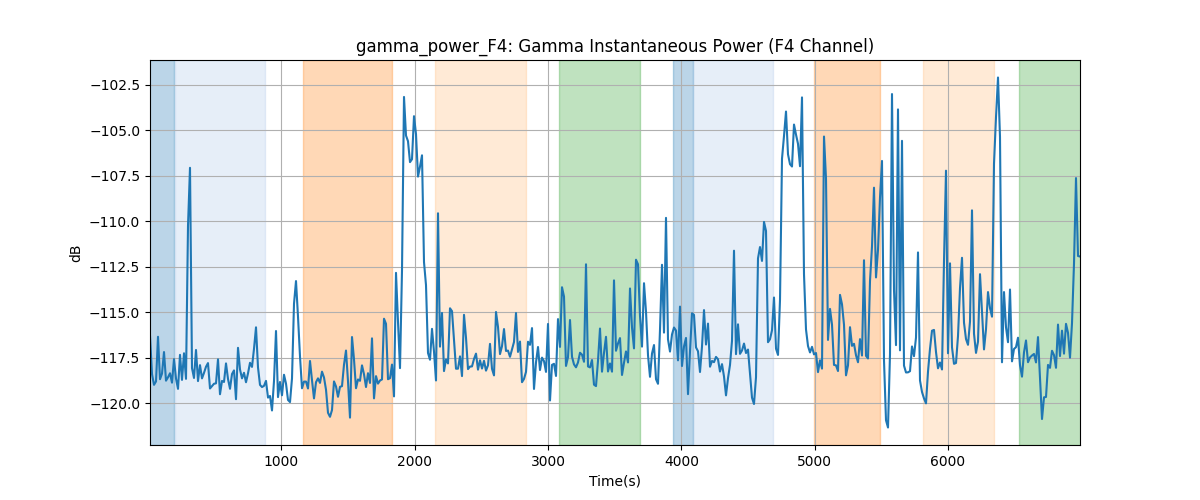 gamma_power_F4: Gamma Instantaneous Power (F4 Channel)
dB
−102.5
−105.0
−107.5
−110.0
−112.5
−115.0
−117.5
−120.0
1000 2000 3000 4000 5000 6000
Time(s)